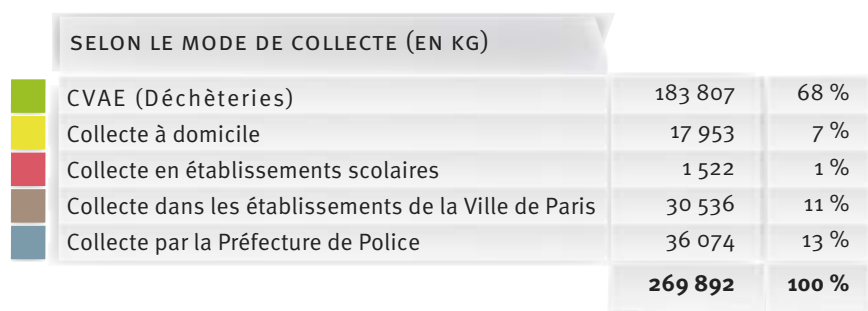 SELON LE MODE DE COLLECTE (EN KG)
CVAE (Déchèteries) 183 807 68 %
Collecte à domicile 17 953 7 %
Collecte en établissements scolaires 1 522 1 %
Collecte dans les établissements de la Ville de Paris 30 536 11 %
Collecte par la Préfecture de Police 36 074 13 %
269 892 100 %